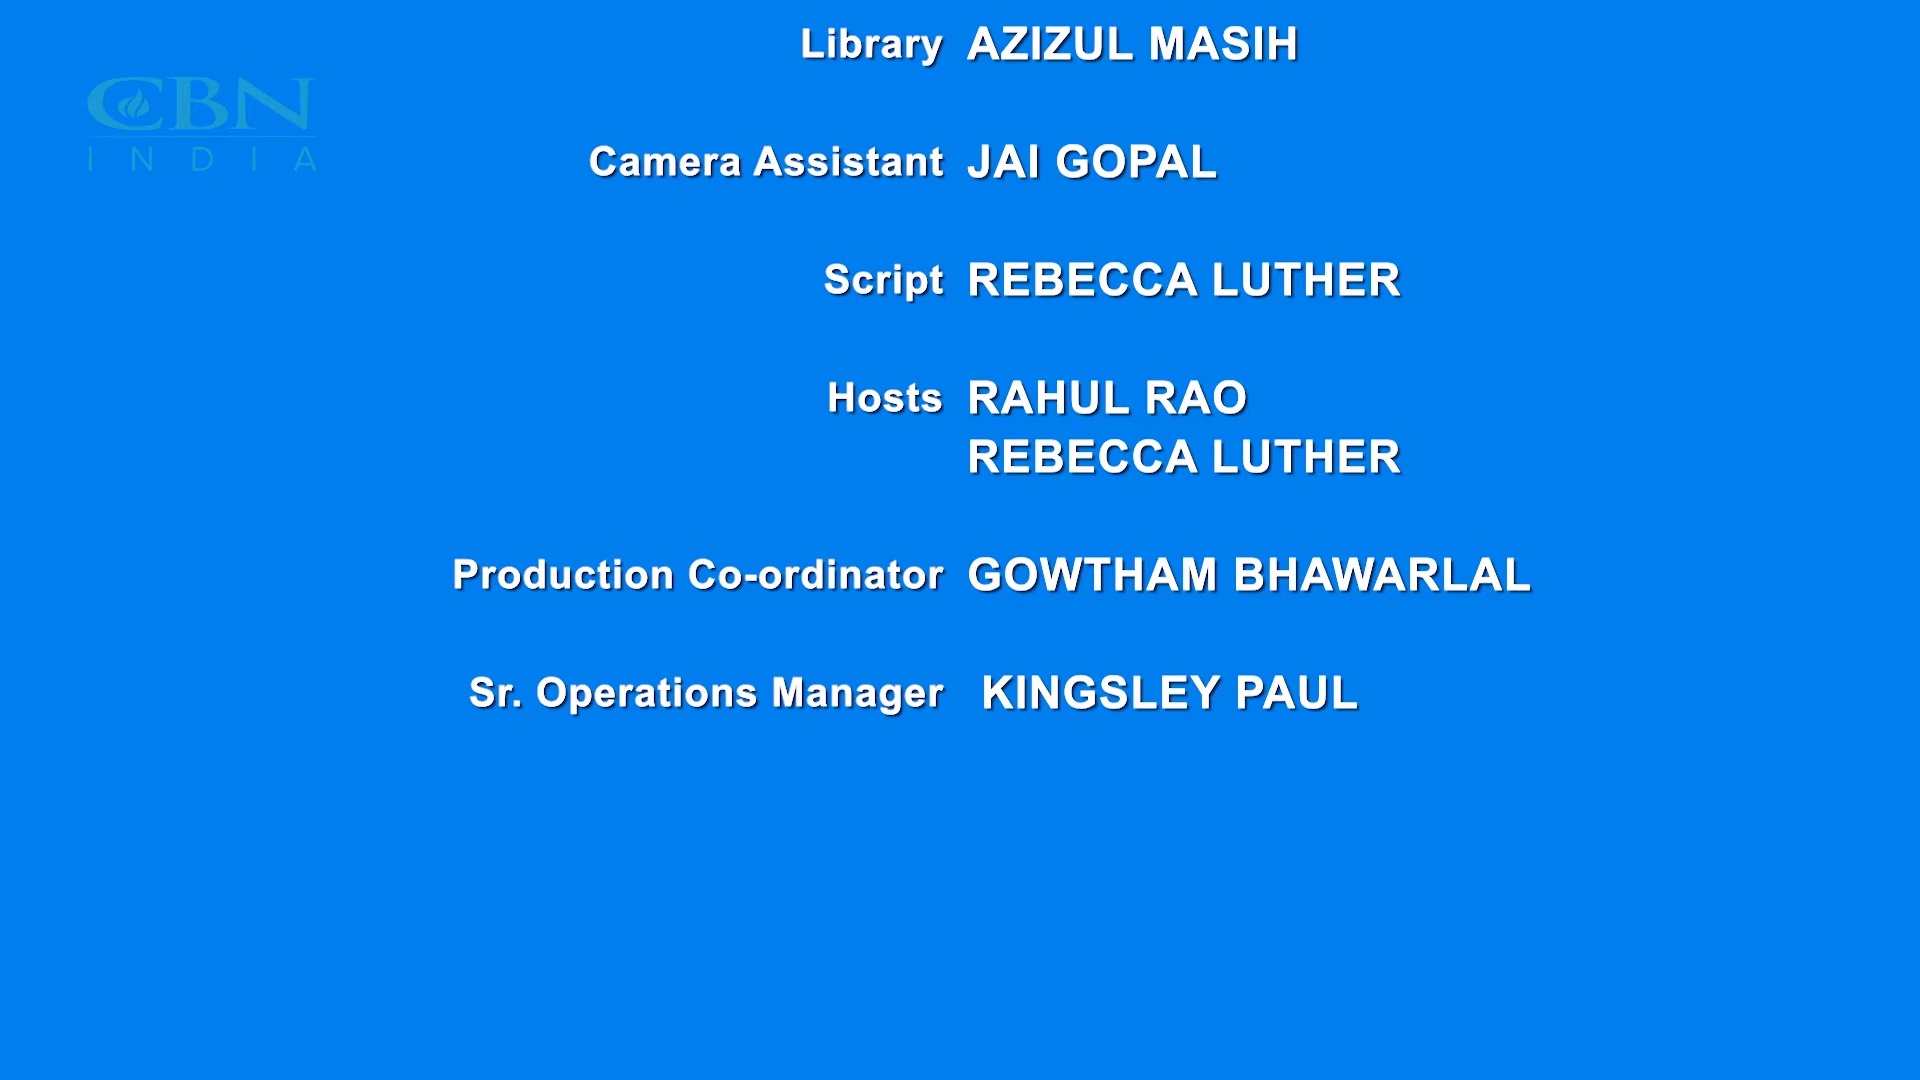 Library AZIZUL MASIH
CBN
INDIA
Camera Assistant JAI GOPAL
Script REBECCA LUTHER
Hosts RAHUL RAO
REBECCA LUTHER
Production Co-ordinator GOWTHAM BHAWARLAL
Sr. Operations Manager KINGSLEY PAUL